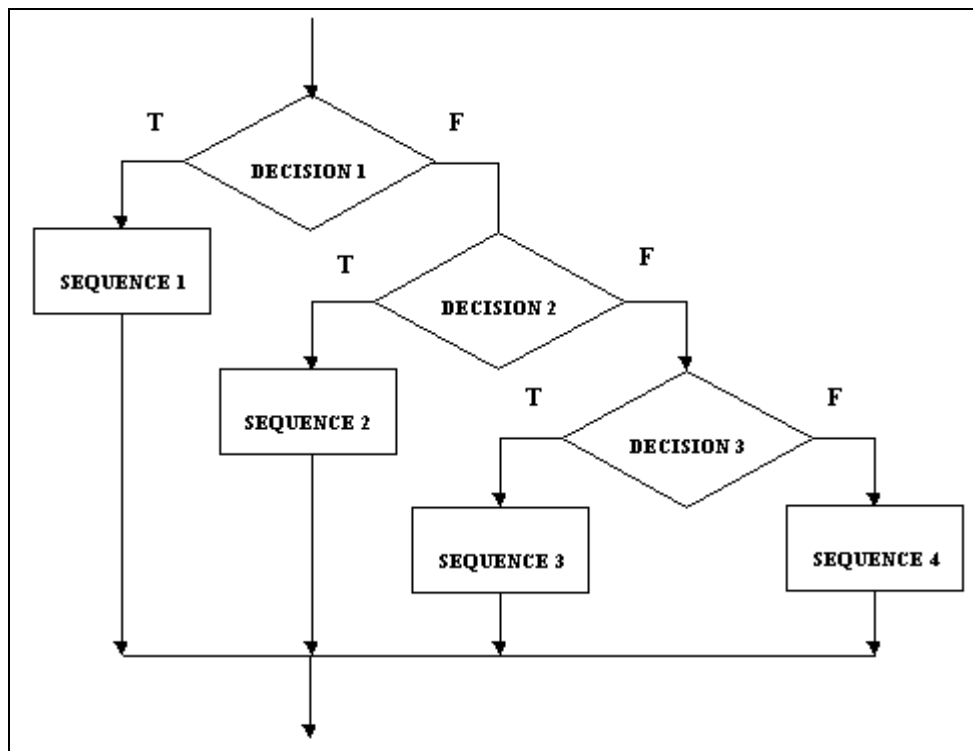 T
F
DECISION 1
T
F
SEQUENCE 1
DECISION 2
T
F
SEQUENCE 2
DECISION 3
SEQUENCE 3
SEQUENCE 4